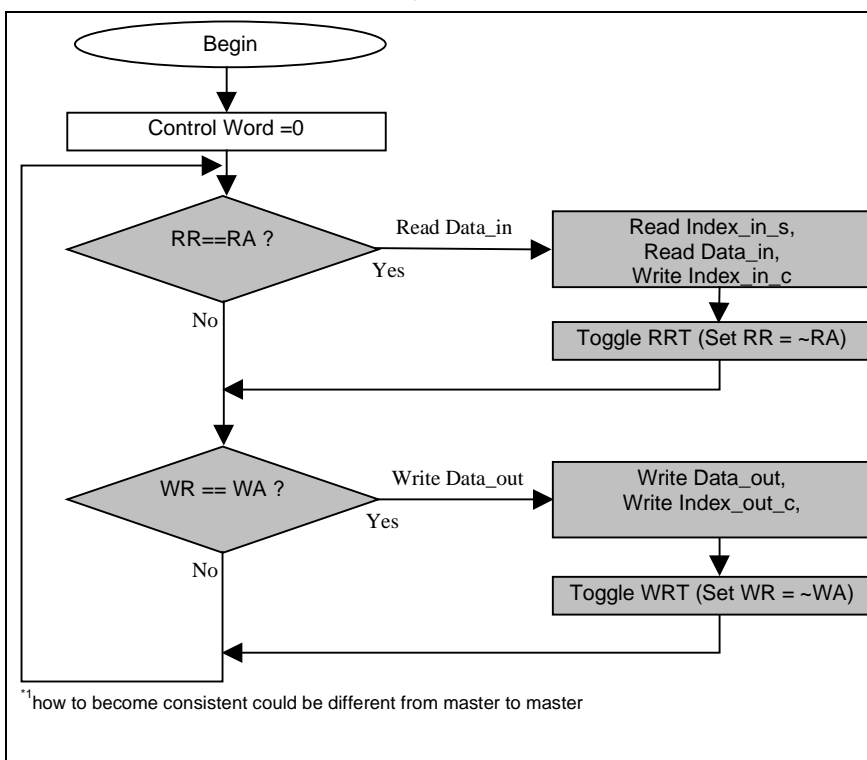 Begin
Control Word =0
RR==RA ?
Read Data_in
Yes
Read Index_in_s,
Read Data_in,
Write Index_in_c
No
Toggle RRT (Set RR = ~RA)
WR == WA ?
Write Data_out
Yes
Write Data_out,
Write Index_out_c,
No
Toggle WRT (Set WR = ~WA)
*1how to become consistent could be different from master to master